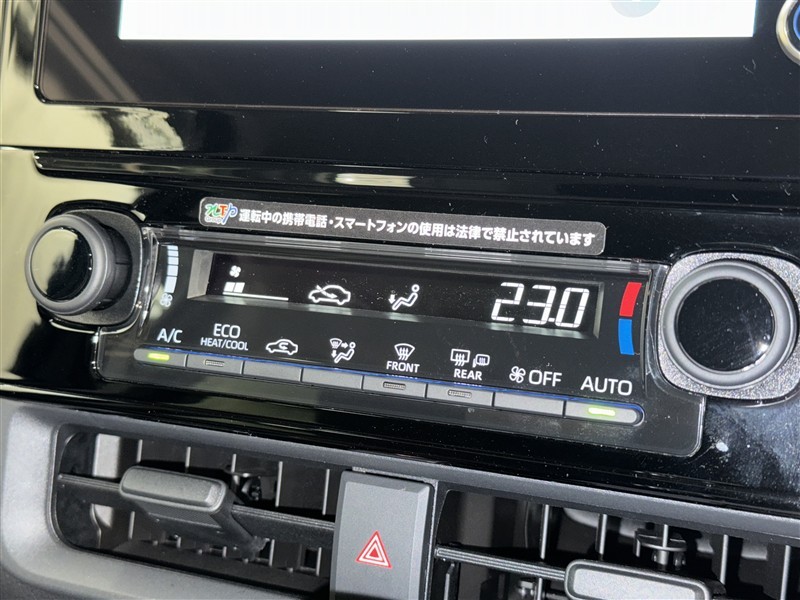 運転中の携帯電話・スマートフォンの使用は法律で禁止されています
23.0
A/C
ECO
HEAT/COOL
FRONT
REAR
OFF
AUTO